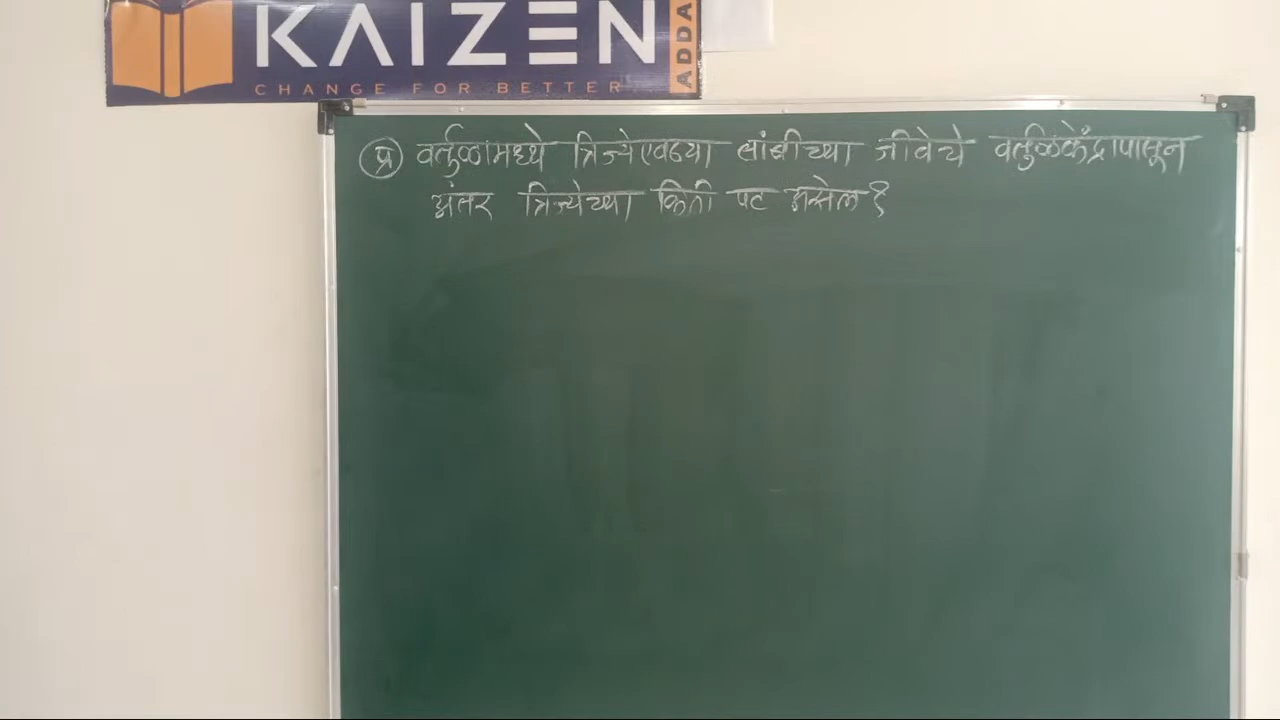 KAIZEN
ADDA
CHANGE FOR BETTER
प्र वर्तुळामध्ये त्रिज्येएवढ्या लांबीच्या जीवेचे वर्तुळकेंद्रापासून
अंतर त्रिज्येच्या किती पट असेल?